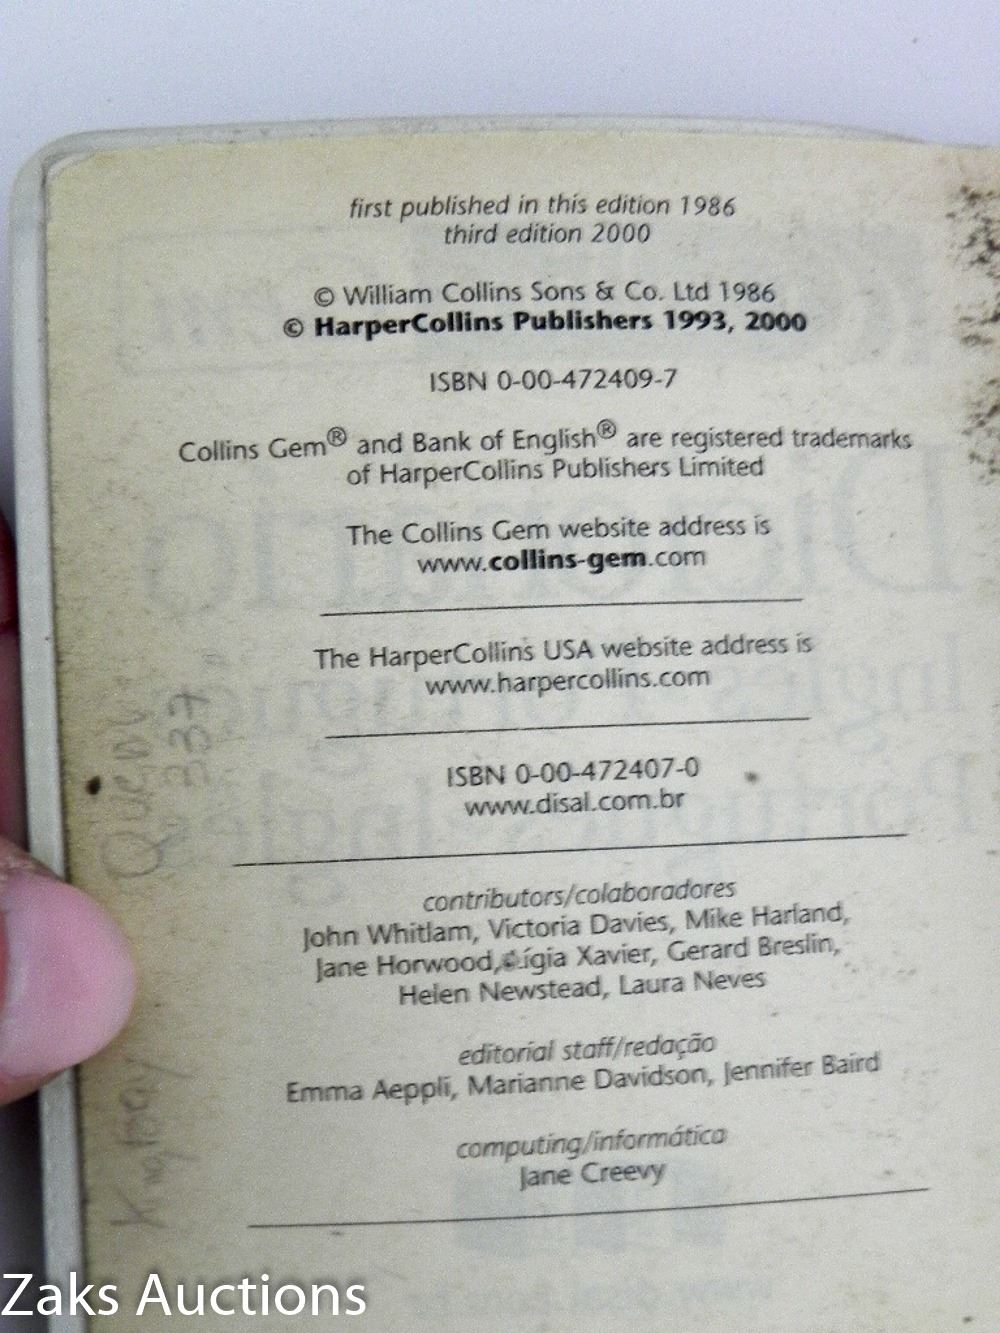 first published in this edition 1986
third edition 2000
© William Collins Sons & Co. Ltd 1986
© HarperCollins Publishers 1993, 2000
ISBN 0-00-472409-7
Collins Gem® and Bank of English® are registered trademarks
of HarperCollins Publishers Limited
The Collins Gem website address is
www.collins-gem.com
The HarperCollins USA website address is
www.harpercollins.com
ISBN 0-00-472407-0
www.disal.com.br
contributors/colaboradores
John Whitlam, Victoria Davies, Mike Harland,
Jane Horwood, Lígia Xavier, Gerard Breslin,
Helen Newstead, Laura Neves
editorial staff/redação
Emma Aeppli, Marianne Davidson, Jennifer Baird
computing/informática
Jane Creevy
337
Zaks Auctions